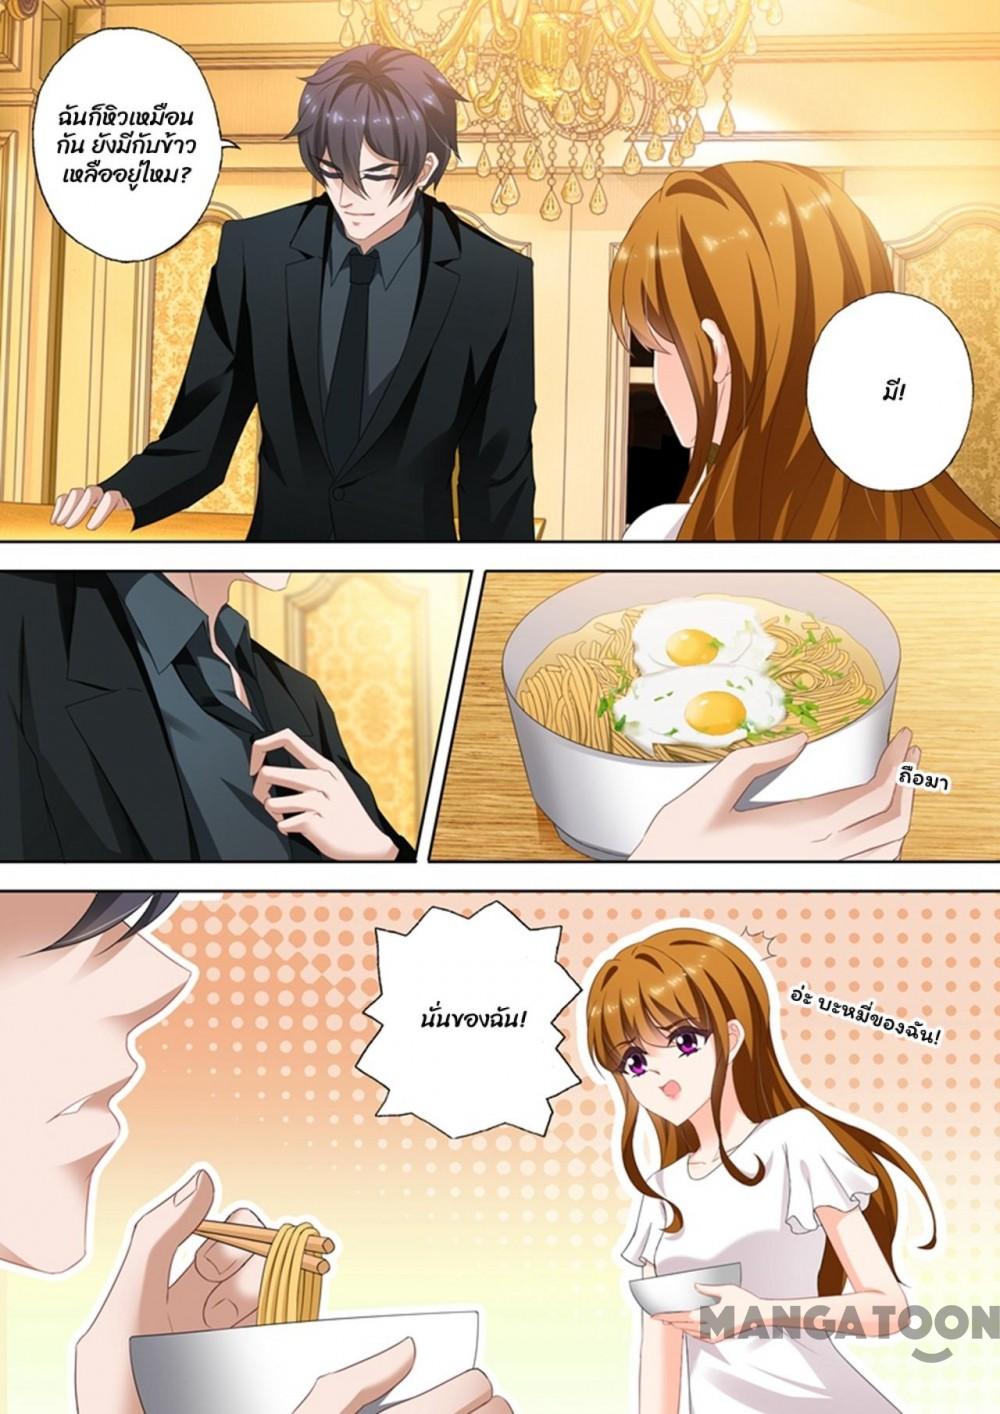 ฉันก็หิวเหมือน
กัน ยังมีกับข้าว
เหลืออยู่ไหม?
มี!
ถือมา
นั่นของฉัน!
อ่ะ บะหมี่ของฉัน!
MANGATOON